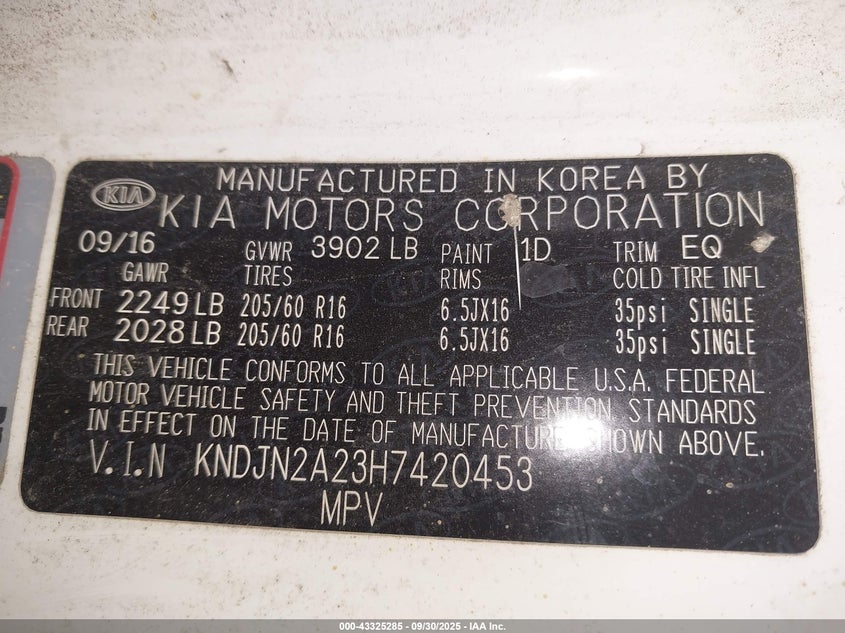 MANUFACTURED IN KOREA BY
KIA KIA MOTORS CORPORATION
09/16 GVWR 3902 LB PAINT 1D TRIM EQ
GAWR TIRES RIMS COLD TIRE INFL
FRONT 2249 LB 205/60 R16 6.5JX16 35psi SINGLE
REAR 2028 LB 205/60 R16 6.5JX16 35psi SINGLE
THIS VEHICLE CONFORMS TO ALL APPLICABLE U.S.A. FEDERAL
MOTOR VEHICLE SAFETY AND THEFT PREVENTION STANDARDS
IN EFFECT ON THE DATE OF MANUFACTURE SHOWN ABOVE.
V.I.N KNDJN2A23H7420453
MPV
000-43325285 - 09/30/2025 - IAA Inc.